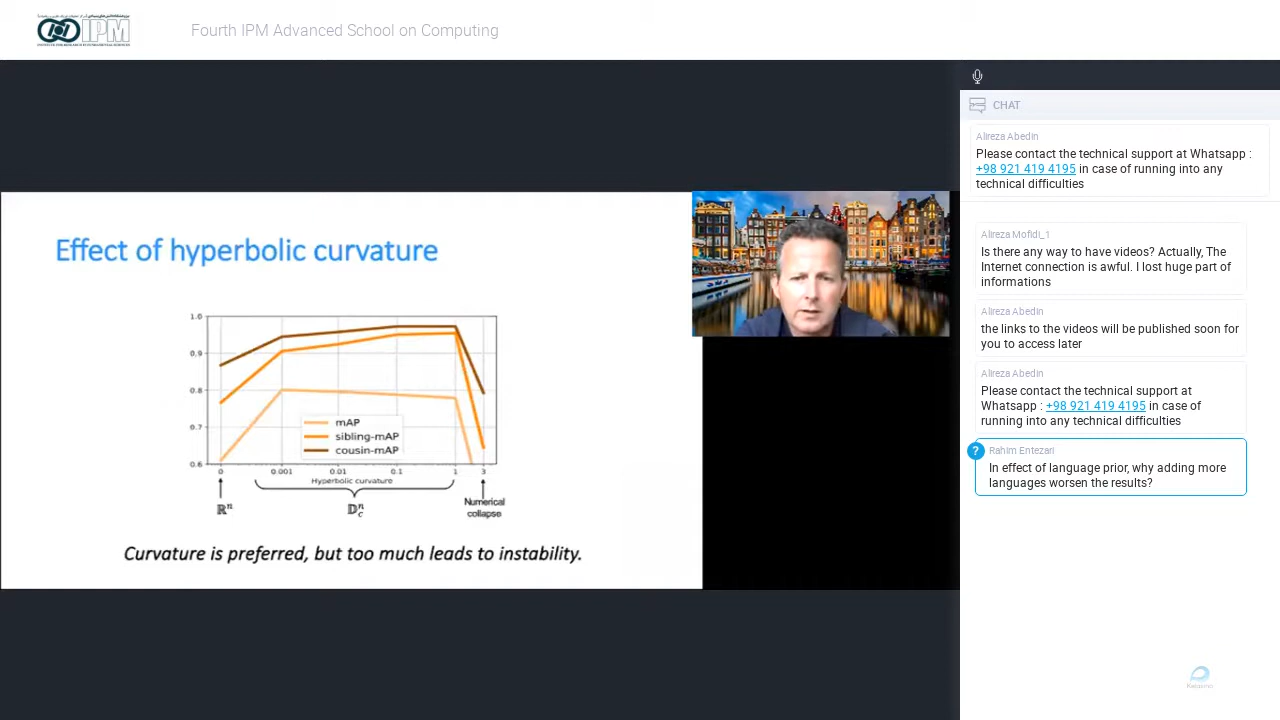 IPM
Fourth IPM Advanced School on Computing
Effect of hyperbolic curvature
1.0
0.9
0.8
0.7
0.6
mAP
sibling-mAP
cousin-mAP
0 0.001 0.01 0.1 1 3
Hyperbolic curvature
ℝⁿ
𝔻ⁿ_c
Numerical
collapse
Curvature is preferred, but too much leads to instability.
CHAT
Alireza Abedin
Please contact the technical support at Whatsapp :
+98 921 419 4195 in case of running into any
technical difficulties
Alireza Mofidi_1
Is there any way to have videos? Actually, The
Internet connection is awful. I lost huge part of
informations
Alireza Abedin
the links to the videos will be published soon for
you to access later
Alireza Abedin
Please contact the technical support at
Whatsapp : +98 921 419 4195 in case of
running into any technical difficulties
?
Rahim Entezari
In effect of language prior, why adding more
languages worsen the results?